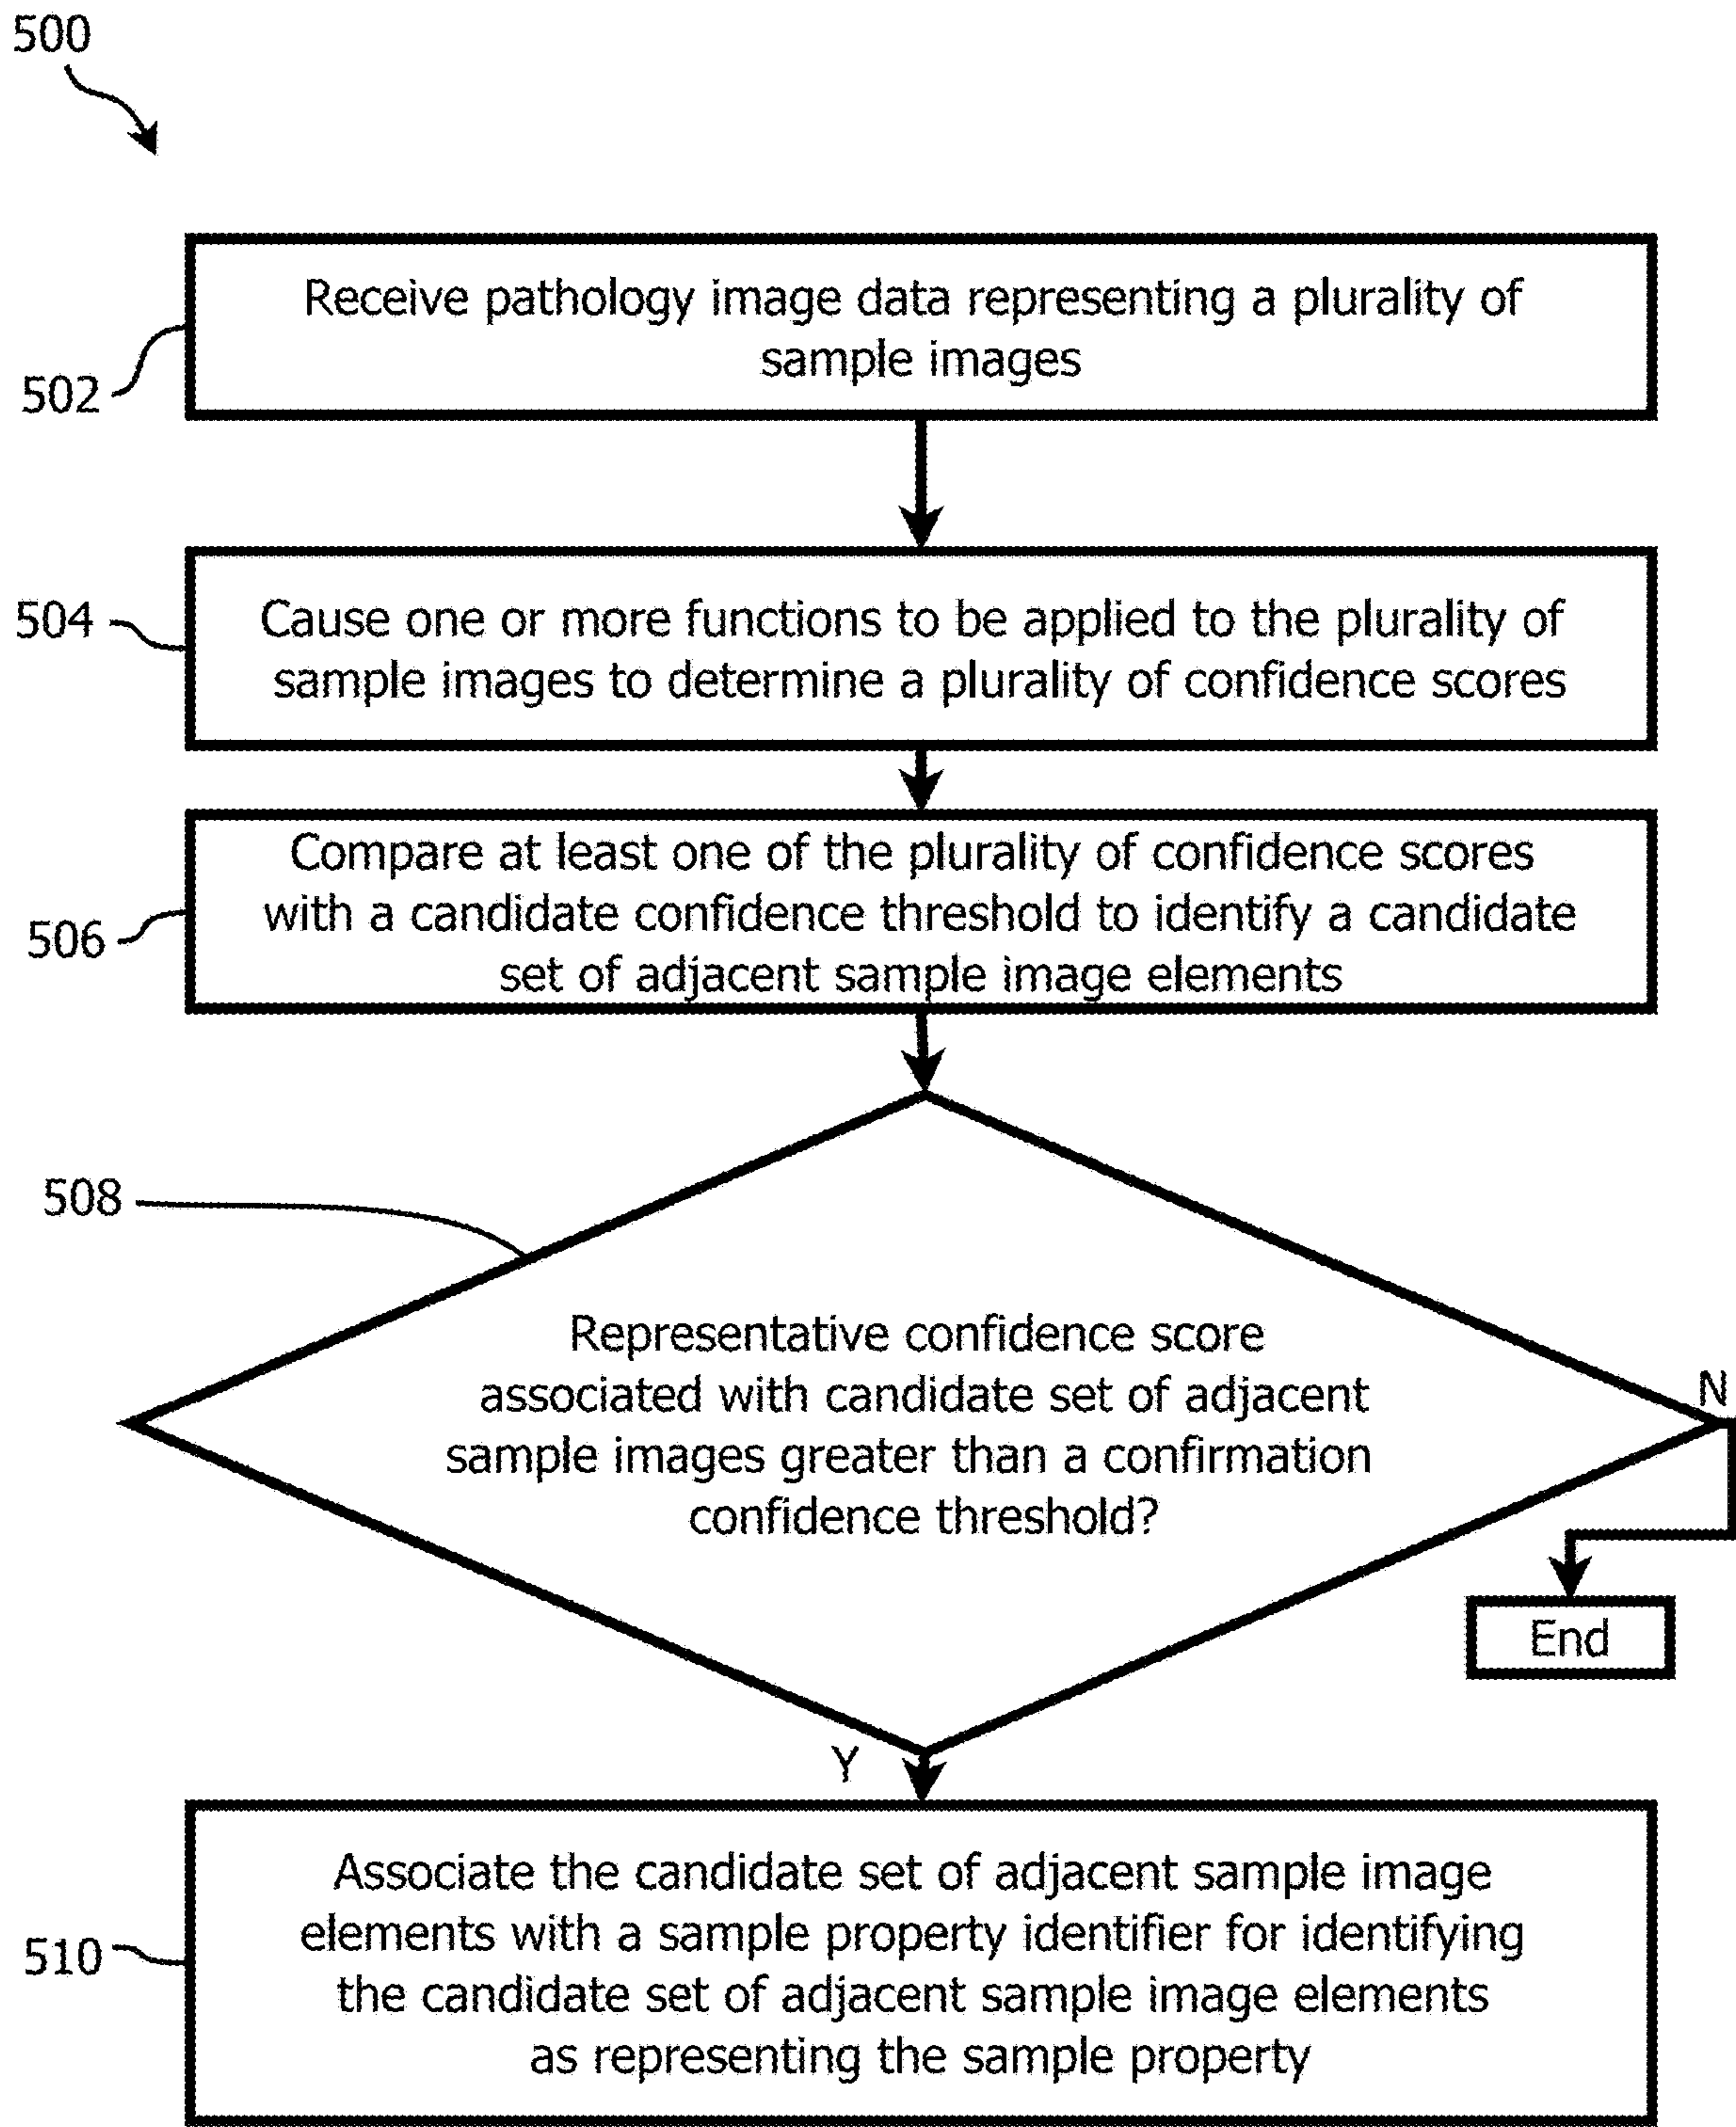 500
Receive pathology image data representing a plurality of
sample images
502
504
Cause one or more functions to be applied to the plurality of
sample images to determine a plurality of confidence scores
Compare at least one of the plurality of confidence scores
with a candidate confidence threshold to identify a candidate
set of adjacent sample image elements
506
508
Representative confidence score
associated with candidate set of adjacent
sample images greater than a confirmation
confidence threshold?
N
End
Y
Associate the candidate set of adjacent sample image
elements with a sample property identifier for identifying
the candidate set of adjacent sample image elements
as representing the sample property
510